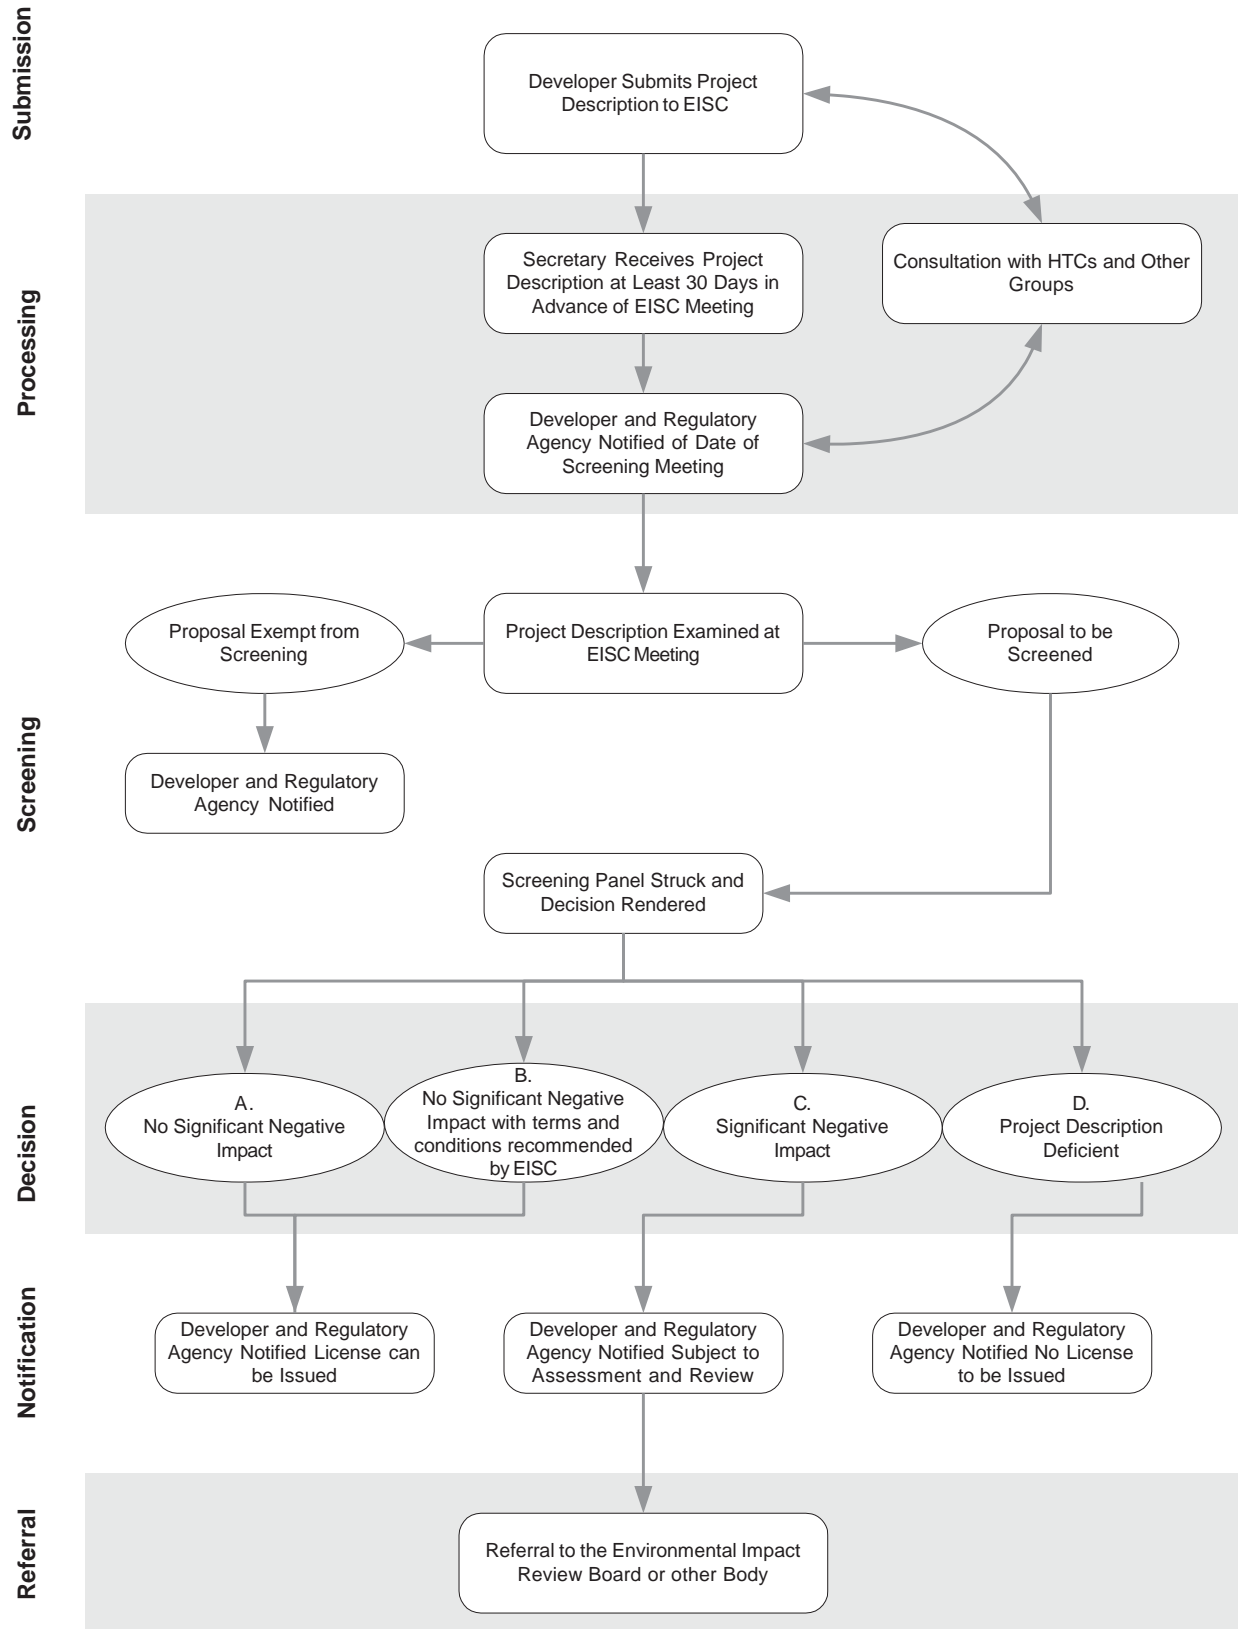 Submission
Developer Submits Project
Description to EISC
Processing
Secretary Receives Project
Description at Least 30 Days in
Advance of EISC Meeting
Consultation with HTCs and Other
Groups
Developer and Regulatory
Agency Notified of Date of
Screening Meeting
Screening
Proposal Exempt from
Screening
Project Description Examined at
EISC Meeting
Proposal to be
Screened
Developer and Regulatory
Agency Notified
Screening Panel Struck and
Decision Rendered
Decision
A.
No Significant Negative
Impact
B.
No Significant Negative
Impact with terms and
conditions recommended
by EISC
C.
Significant Negative
Impact
D.
Project Description
Deficient
Notification
Developer and Regulatory
Agency Notified License can
be Issued
Developer and Regulatory
Agency Notified Subject to
Assessment and Review
Developer and Regulatory
Agency Notified No License
to be Issued
Referral
Referral to the Environmental Impact
Review Board or other Body